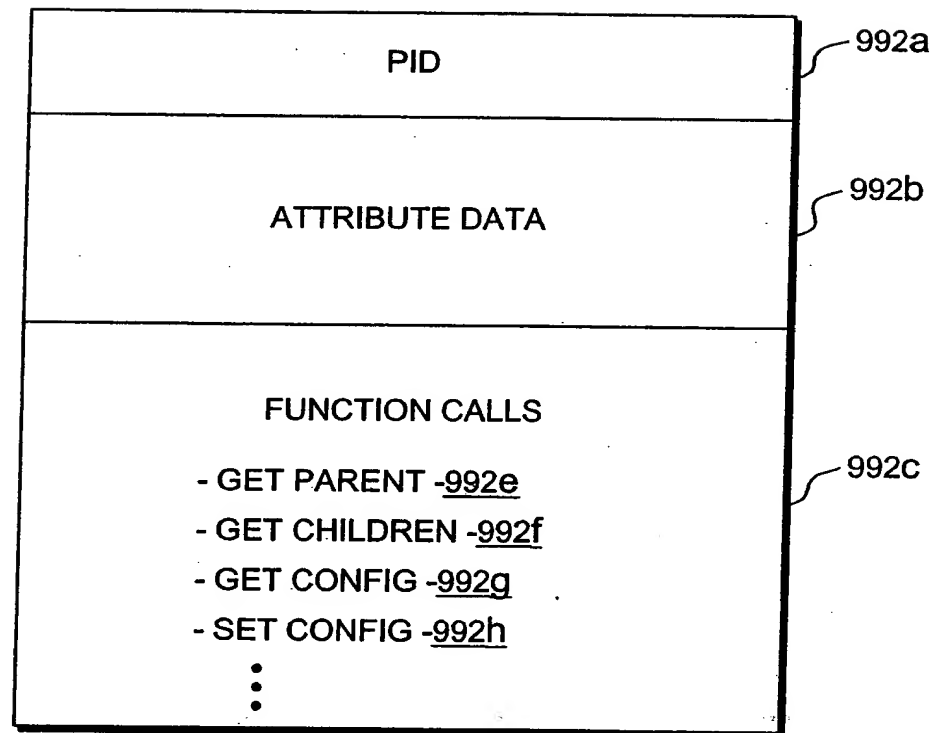 PID
992a
ATTRIBUTE DATA
992b
FUNCTION CALLS
- GET PARENT -992e
- GET CHILDREN -992f
- GET CONFIG -992g
- SET CONFIG -992h
992c